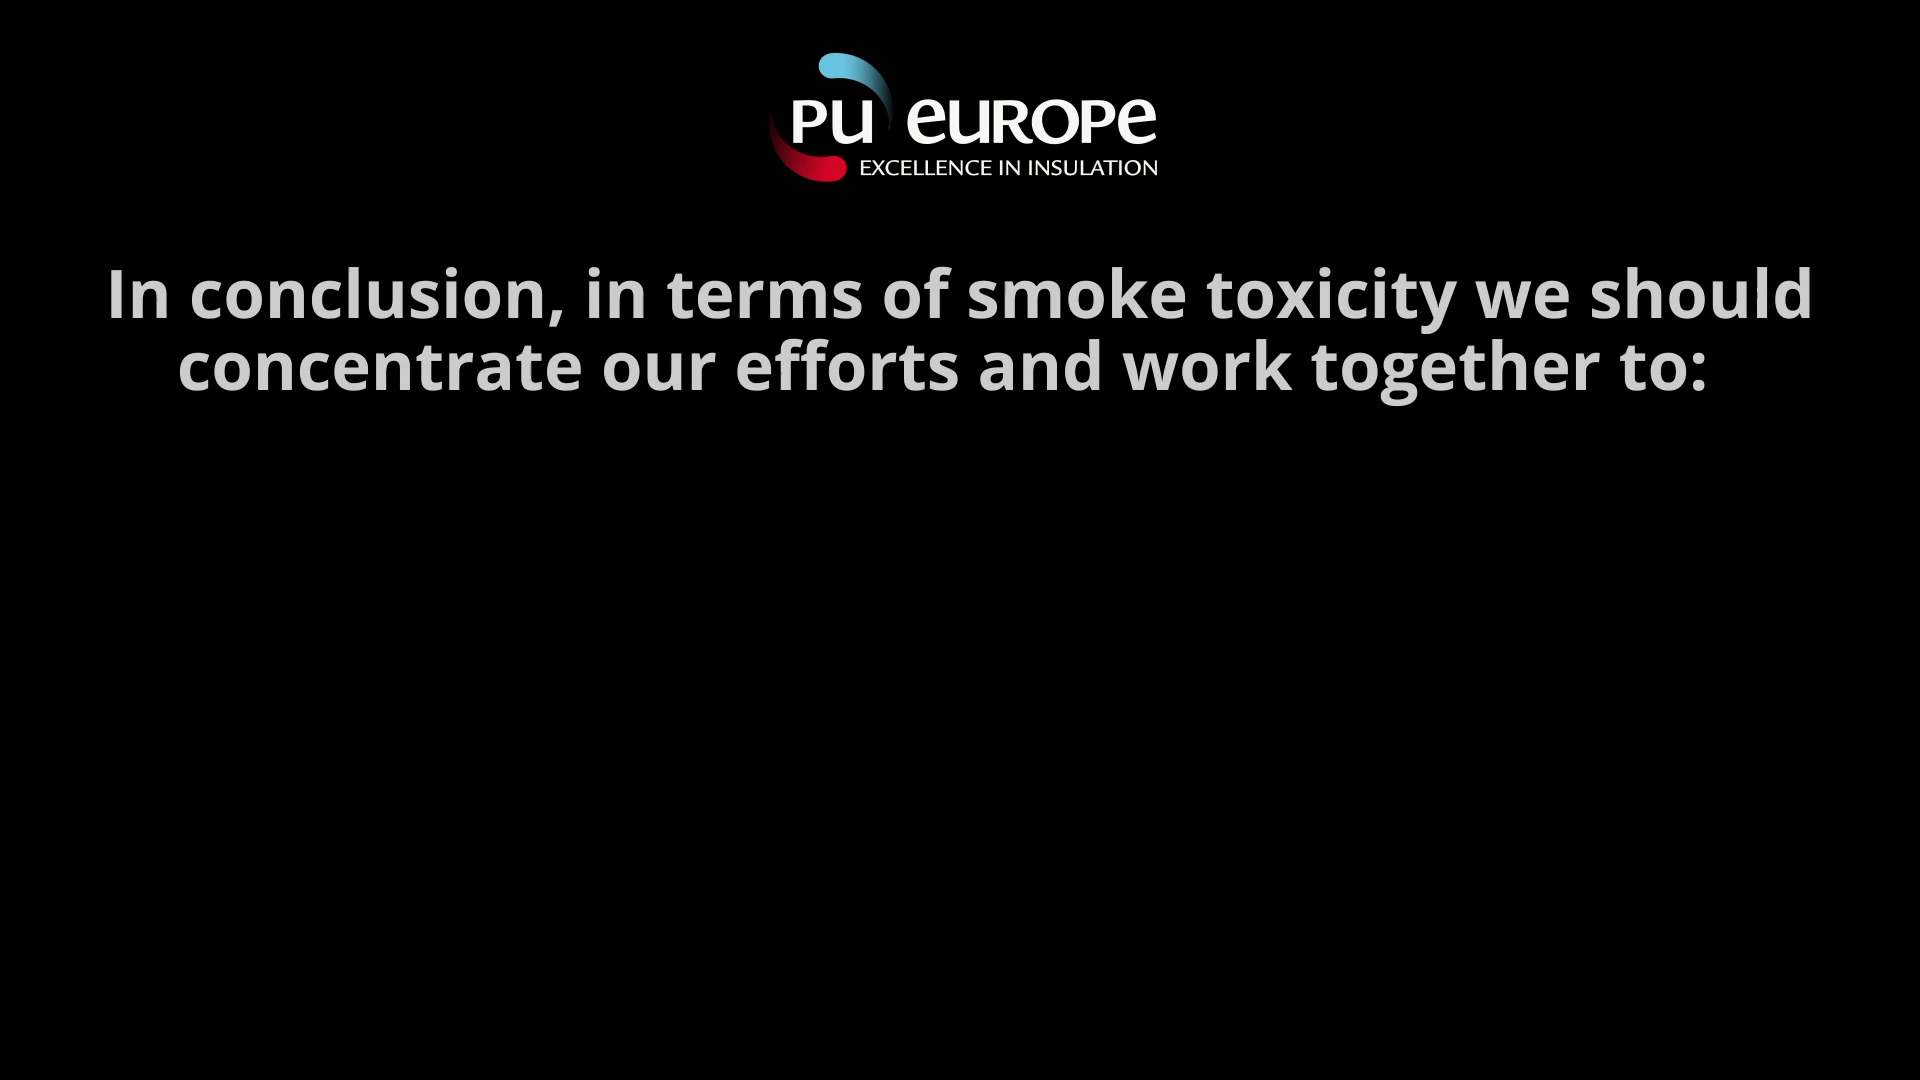 PU EUROPE
EXCELLENCE IN INSULATION
In conclusion, in terms of smoke toxicity we should
concentrate our efforts and work together to: